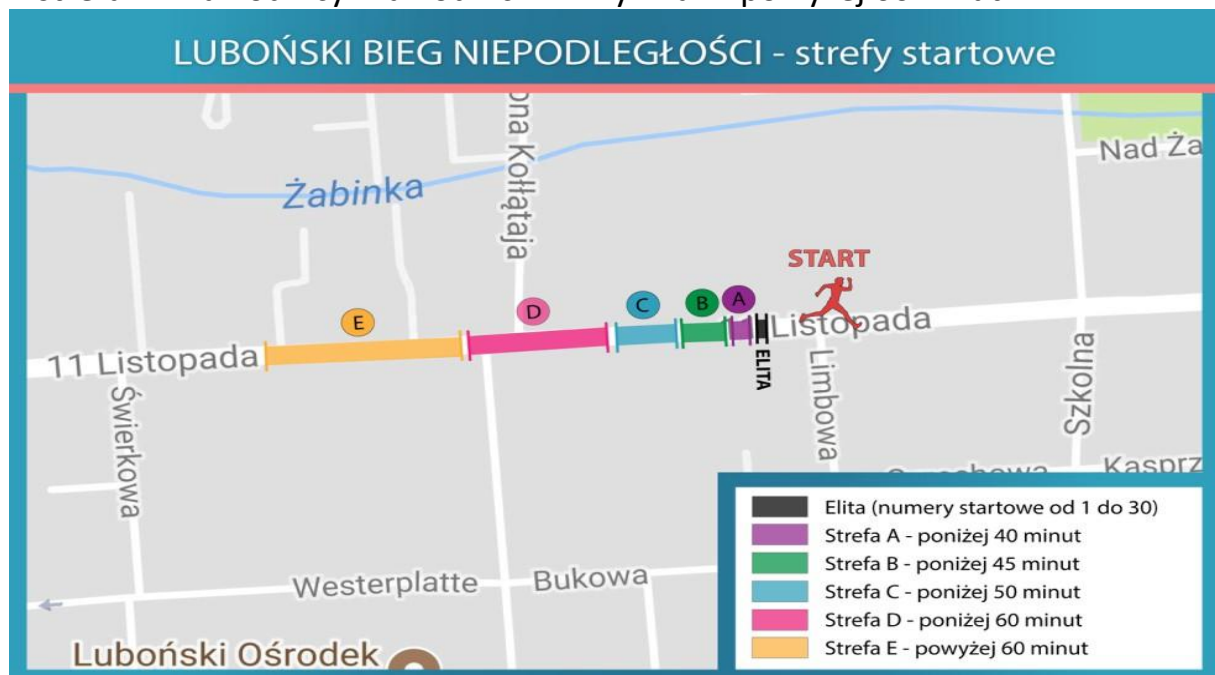 LUBOŃSKI BIEG NIEPODLEGŁOŚCI - strefy startowe
ona Kołłątaja
Nad Ża
Żabinka
START
A
B
C
D
E
Listopada
11 Listopada
ELITA
Limbowa
Szkolna
Świerkowa
Kasprz
Westerplatte
Bukowa
Luboński Ośrodek
Elita (numery startowe od 1 do 30)
Strefa A - poniżej 40 minut
Strefa B - poniżej 45 minut
Strefa C - poniżej 50 minut
Strefa D - poniżej 60 minut
Strefa E - powyżej 60 minut